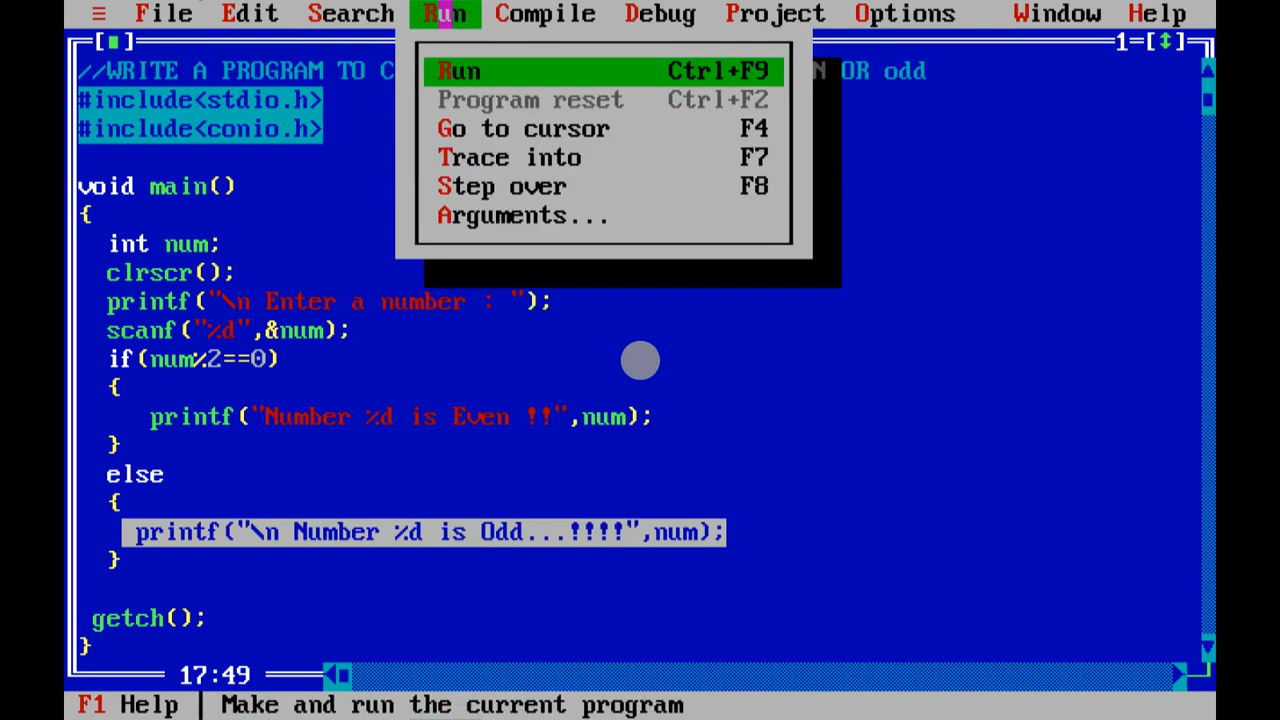 ≡ File Edit Search Run Compile Debug Project Options Window Help
[■] 1=[↕]
//WRITE A PROGRAM TO C N OR odd
Run Ctrl+F9
Program reset Ctrl+F2
Go to cursor F4
Trace into F7
Step over F8
Arguments...
#include<stdio.h>
#include<conio.h>
void main()
{
int num;
clrscr();
printf("\n Enter a number : ");
scanf("%d",&num);
if(num%2==0)
{
printf("Number %d is Even !!",num);
}
else
{
printf("\n Number %d is Odd...!!!!",num);
}
getch();
}
17:49
F1 Help │ Make and run the current program